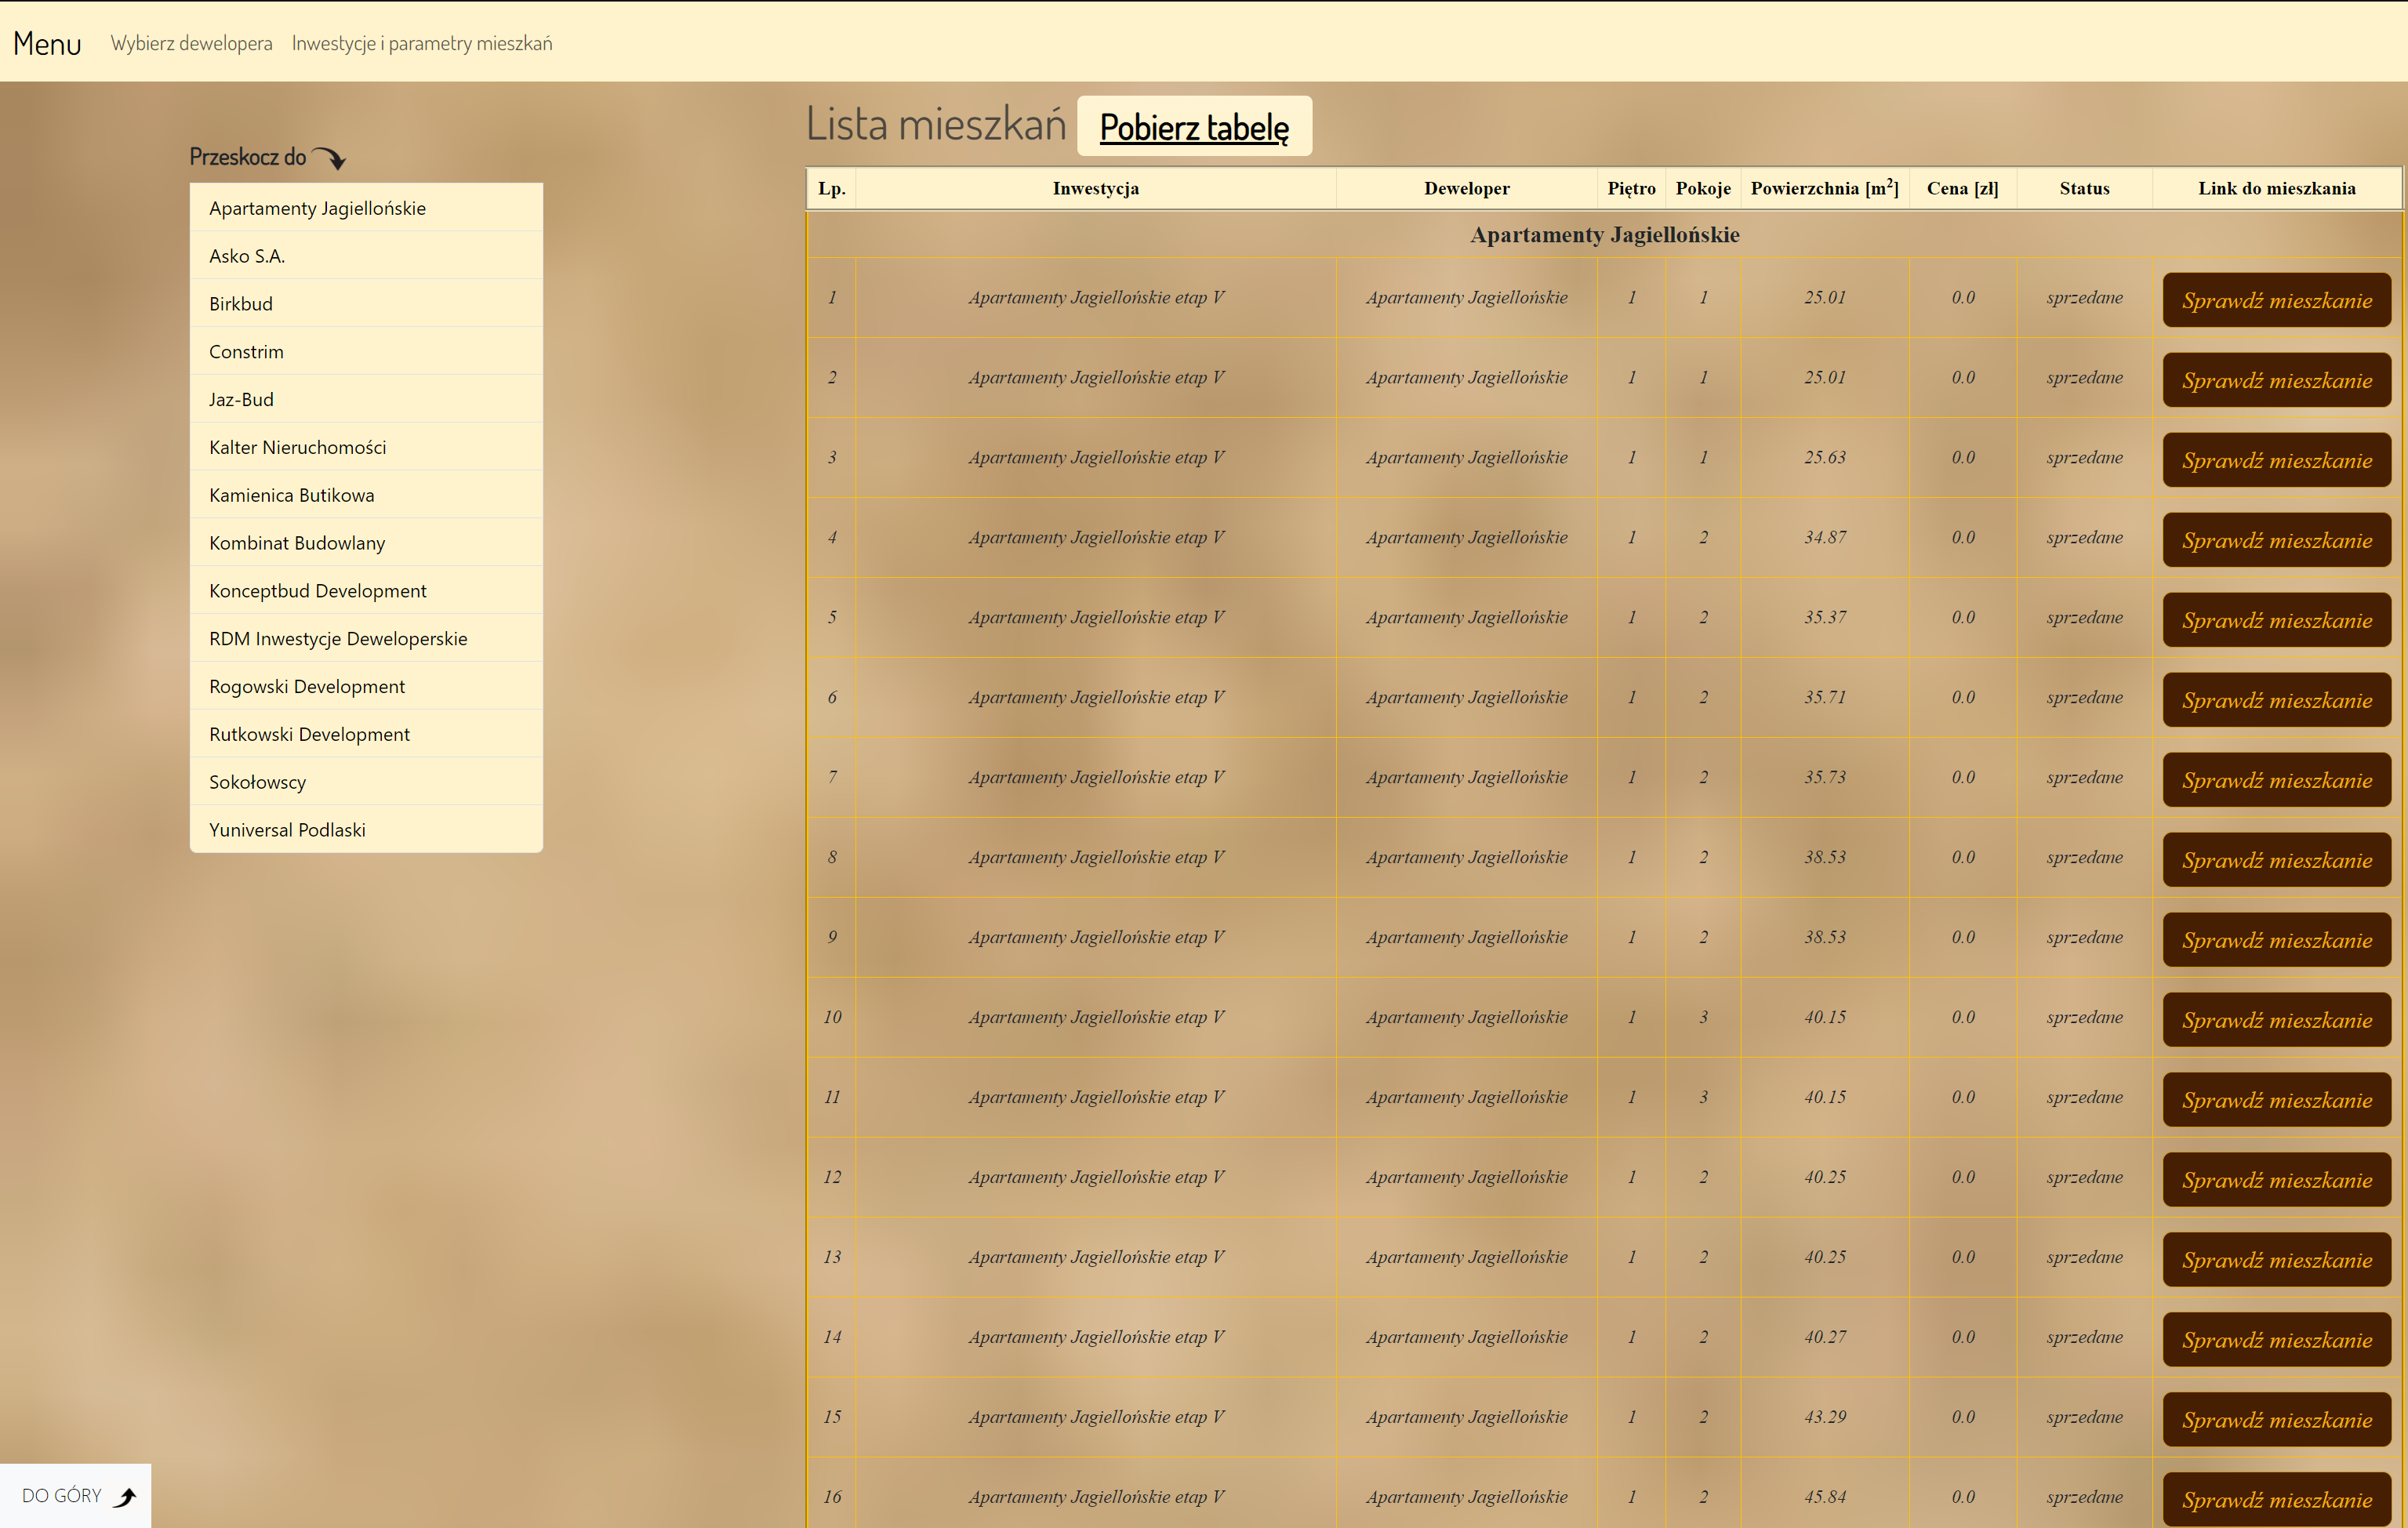 Menu Wybierz dewelopera Inwestycje i parametry mieszkań
Przeskocz do
Apartamenty Jagiellońskie
Asko S.A.
Birkbud
Constrim
Jaz-Bud
Kalter Nieruchomości
Kamienica Butikowa
Kombinat Budowlany
Konceptbud Development
RDM Inwestycje Deweloperskie
Rogowski Development
Rutkowski Development
Sokołowscy
Yuniversal Podlaski
DO GÓRY
Lista mieszkań Pobierz tabelę
Lp. Inwestycja Deweloper Piętro Pokoje Powierzchnia [m²] Cena [zł] Status Link do mieszkania
Apartamenty Jagiellońskie
1 Apartamenty Jagiellońskie etap V Apartamenty Jagiellońskie 1 1 25.01 0.0 sprzedane Sprawdź mieszkanie
2 Apartamenty Jagiellońskie etap V Apartamenty Jagiellońskie 1 1 25.01 0.0 sprzedane Sprawdź mieszkanie
3 Apartamenty Jagiellońskie etap V Apartamenty Jagiellońskie 1 1 25.63 0.0 sprzedane Sprawdź mieszkanie
4 Apartamenty Jagiellońskie etap V Apartamenty Jagiellońskie 1 2 34.87 0.0 sprzedane Sprawdź mieszkanie
5 Apartamenty Jagiellońskie etap V Apartamenty Jagiellońskie 1 2 35.37 0.0 sprzedane Sprawdź mieszkanie
6 Apartamenty Jagiellońskie etap V Apartamenty Jagiellońskie 1 2 35.71 0.0 sprzedane Sprawdź mieszkanie
7 Apartamenty Jagiellońskie etap V Apartamenty Jagiellońskie 1 2 35.73 0.0 sprzedane Sprawdź mieszkanie
8 Apartamenty Jagiellońskie etap V Apartamenty Jagiellońskie 1 2 38.53 0.0 sprzedane Sprawdź mieszkanie
9 Apartamenty Jagiellońskie etap V Apartamenty Jagiellońskie 1 2 38.53 0.0 sprzedane Sprawdź mieszkanie
10 Apartamenty Jagiellońskie etap V Apartamenty Jagiellońskie 1 3 40.15 0.0 sprzedane Sprawdź mieszkanie
11 Apartamenty Jagiellońskie etap V Apartamenty Jagiellońskie 1 3 40.15 0.0 sprzedane Sprawdź mieszkanie
12 Apartamenty Jagiellońskie etap V Apartamenty Jagiellońskie 1 2 40.25 0.0 sprzedane Sprawdź mieszkanie
13 Apartamenty Jagiellońskie etap V Apartamenty Jagiellońskie 1 2 40.25 0.0 sprzedane Sprawdź mieszkanie
14 Apartamenty Jagiellońskie etap V Apartamenty Jagiellońskie 1 2 40.27 0.0 sprzedane Sprawdź mieszkanie
15 Apartamenty Jagiellońskie etap V Apartamenty Jagiellońskie 1 2 43.29 0.0 sprzedane Sprawdź mieszkanie
16 Apartamenty Jagiellońskie etap V Apartamenty Jagiellońskie 1 2 45.84 0.0 sprzedane Sprawdź mieszkanie